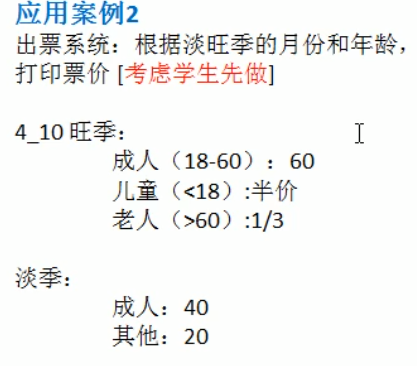 应用案例2
出票系统：根据淡旺季的月份和年龄，
打印票价 [考虑学生先做]
4_10 旺季：
成人（18-60）：60
儿童（<18）:半价
老人（>60）:1/3
淡季：
成人：40
其他：20